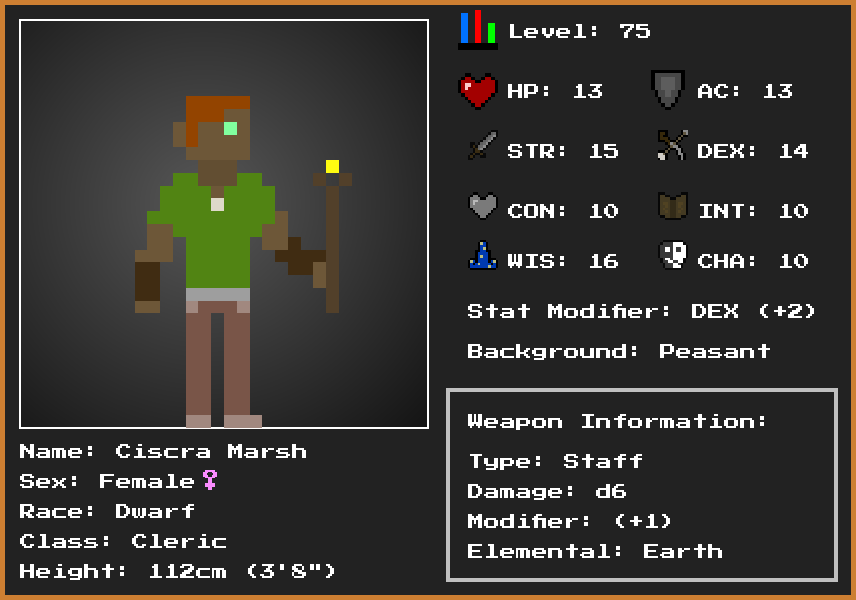 Level: 75
HP: 13 AC: 13
STR: 15 DEX: 14
CON: 10 INT: 10
WIS: 16 CHA: 10
Stat Modifier: DEX (+2)
Background: Peasant
Weapon Information:
Type: Staff
Damage: d6
Modifier: (+1)
Elemental: Earth
Name: Ciscra Marsh
Sex: Female♀
Race: Dwarf
Class: Cleric
Height: 112cm (3'8")